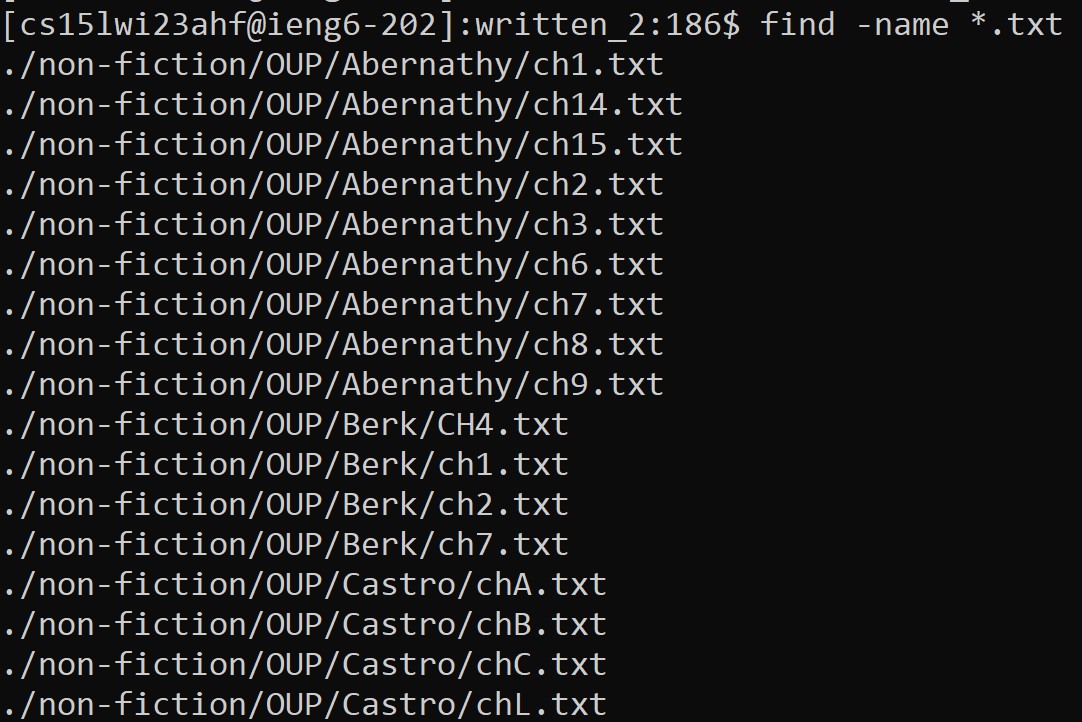 [cs15lwi23ahf@ieng6-202]:written_2:186$ find -name *.txt
./non-fiction/OUP/Abernathy/ch1.txt
./non-fiction/OUP/Abernathy/ch14.txt
./non-fiction/OUP/Abernathy/ch15.txt
./non-fiction/OUP/Abernathy/ch2.txt
./non-fiction/OUP/Abernathy/ch3.txt
./non-fiction/OUP/Abernathy/ch6.txt
./non-fiction/OUP/Abernathy/ch7.txt
./non-fiction/OUP/Abernathy/ch8.txt
./non-fiction/OUP/Abernathy/ch9.txt
./non-fiction/OUP/Berk/CH4.txt
./non-fiction/OUP/Berk/ch1.txt
./non-fiction/OUP/Berk/ch2.txt
./non-fiction/OUP/Berk/ch7.txt
./non-fiction/OUP/Castro/chA.txt
./non-fiction/OUP/Castro/chB.txt
./non-fiction/OUP/Castro/chC.txt
./non-fiction/OUP/Castro/chL.txt